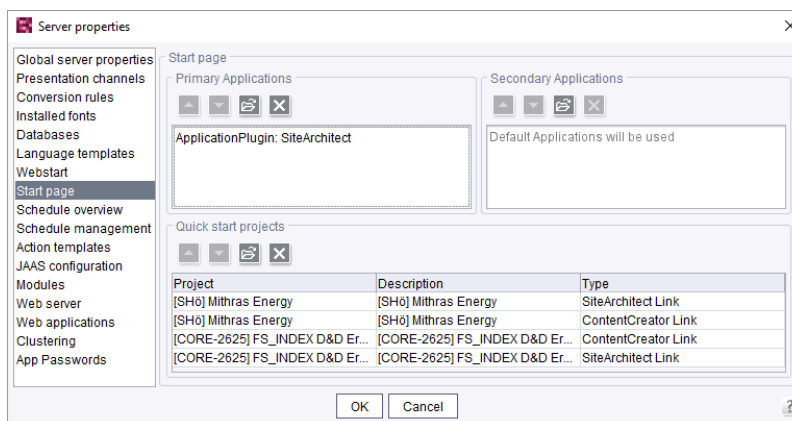 Server properties
Global server properties
Presentation channels
Conversion rules
Installed fonts
Databases
Language templates
Webstart
Start page
Schedule overview
Schedule management
Action templates
JAAS configuration
Modules
Web server
Web applications
Clustering
App Passwords
Start page
Primary Applications
ApplicationPlugin: SiteArchitect
Secondary Applications
Default Applications will be used
Quick start projects
Project Description Type
[SHö] Mithras Energy [SHö] Mithras Energy SiteArchitect Link
[SHö] Mithras Energy [SHö] Mithras Energy ContentCreator Link
[CORE-2625] FS_INDEX D&D Er... [CORE-2625] FS_INDEX D&D Er... ContentCreator Link
[CORE-2625] FS_INDEX D&D Er... [CORE-2625] FS_INDEX D&D Er... SiteArchitect Link
OK Cancel
?